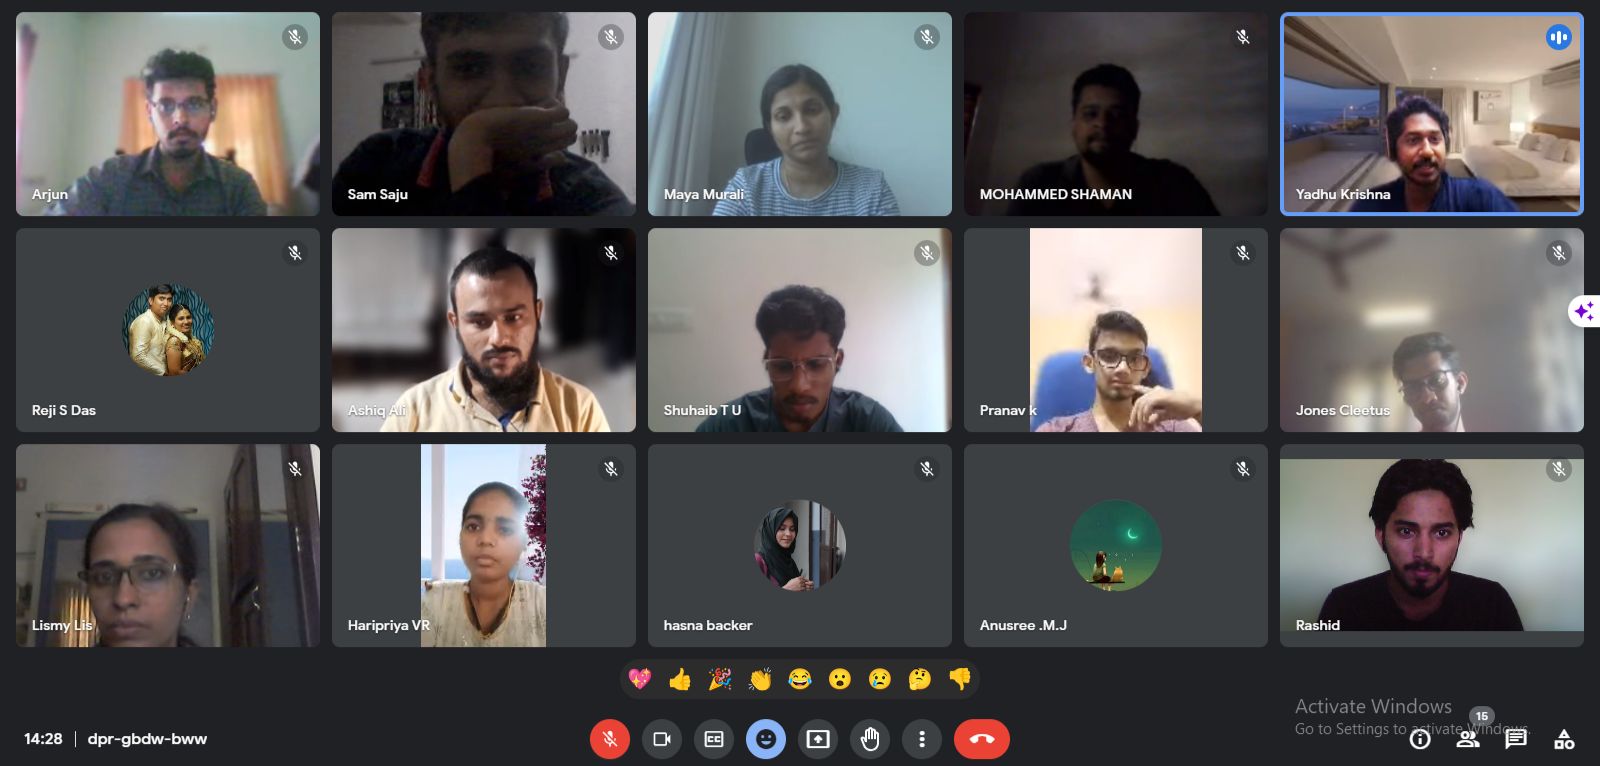 Arjun
Sam Saju
Maya Murali
MOHAMMED SHAMAN
Yadhu Krishna
Reji S Das
Ashiq Ali
Shuhaib T U
Pranav k
Jones Cleetus
Lismy Lis
Haripriya VR
hasna backer
Anusree .M.J
Rashid
Activate Windows
Go to Settings to activate Windows.
15
14:28 | dpr-gbdw-bww
CC